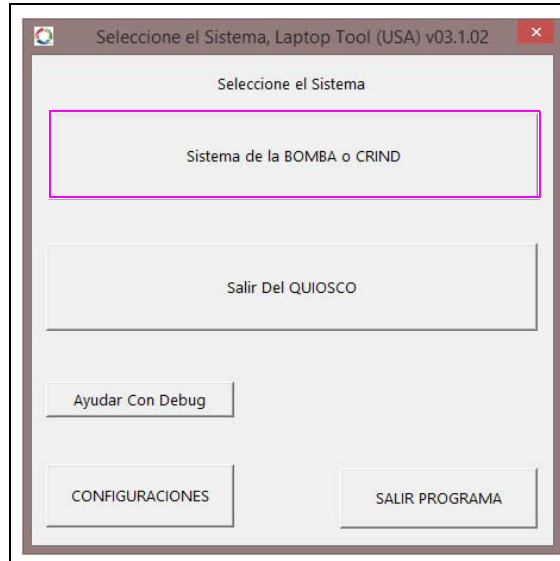 Seleccione el Sistema, Laptop Tool (USA) v03.1.02
Seleccione el Sistema
Sistema de la BOMBA o CRIND
Salir Del QUIOSCO
Ayudar Con Debug
CONFIGURACIONES
SALIR PROGRAMA